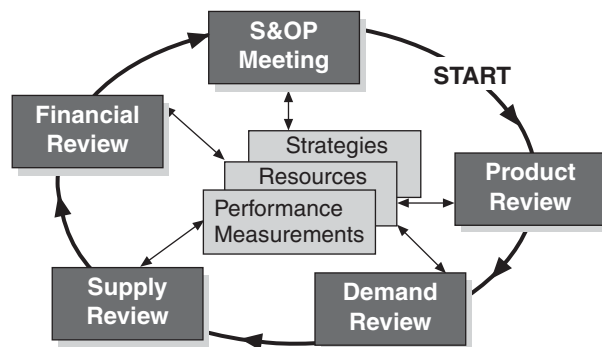 S&OP
Meeting
START
Financial
Review
Strategies
Resources
Performance
Measurements
Product
Review
Supply
Review
Demand
Review